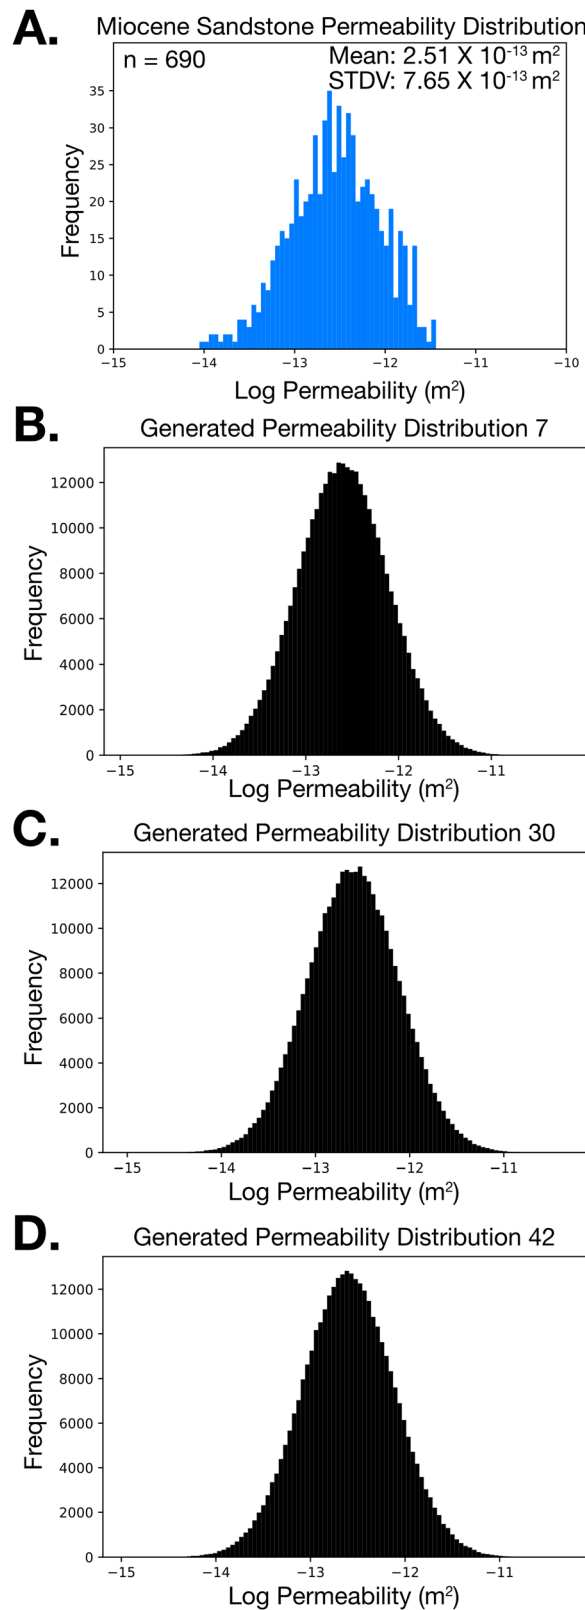 A.
Miocene Sandstone Permeability Distribution
n = 690
Mean: 2.51 X 10⁻¹³ m²
STDV: 7.65 X 10⁻¹³ m²
35
30
25
20
15
10
5
0
Frequency
−15 −14 −13 −12 −11 −10
Log Permeability (m²)
B.
Generated Permeability Distribution 7
12000
10000
8000
6000
4000
2000
0
Frequency
−15 −14 −13 −12 −11
Log Permeability (m²)
C.
Generated Permeability Distribution 30
12000
10000
8000
6000
4000
2000
0
Frequency
−15 −14 −13 −12 −11
Log Permeability (m²)
D.
Generated Permeability Distribution 42
12000
10000
8000
6000
4000
2000
0
Frequency
−15 −14 −13 −12 −11
Log Permeability (m²)